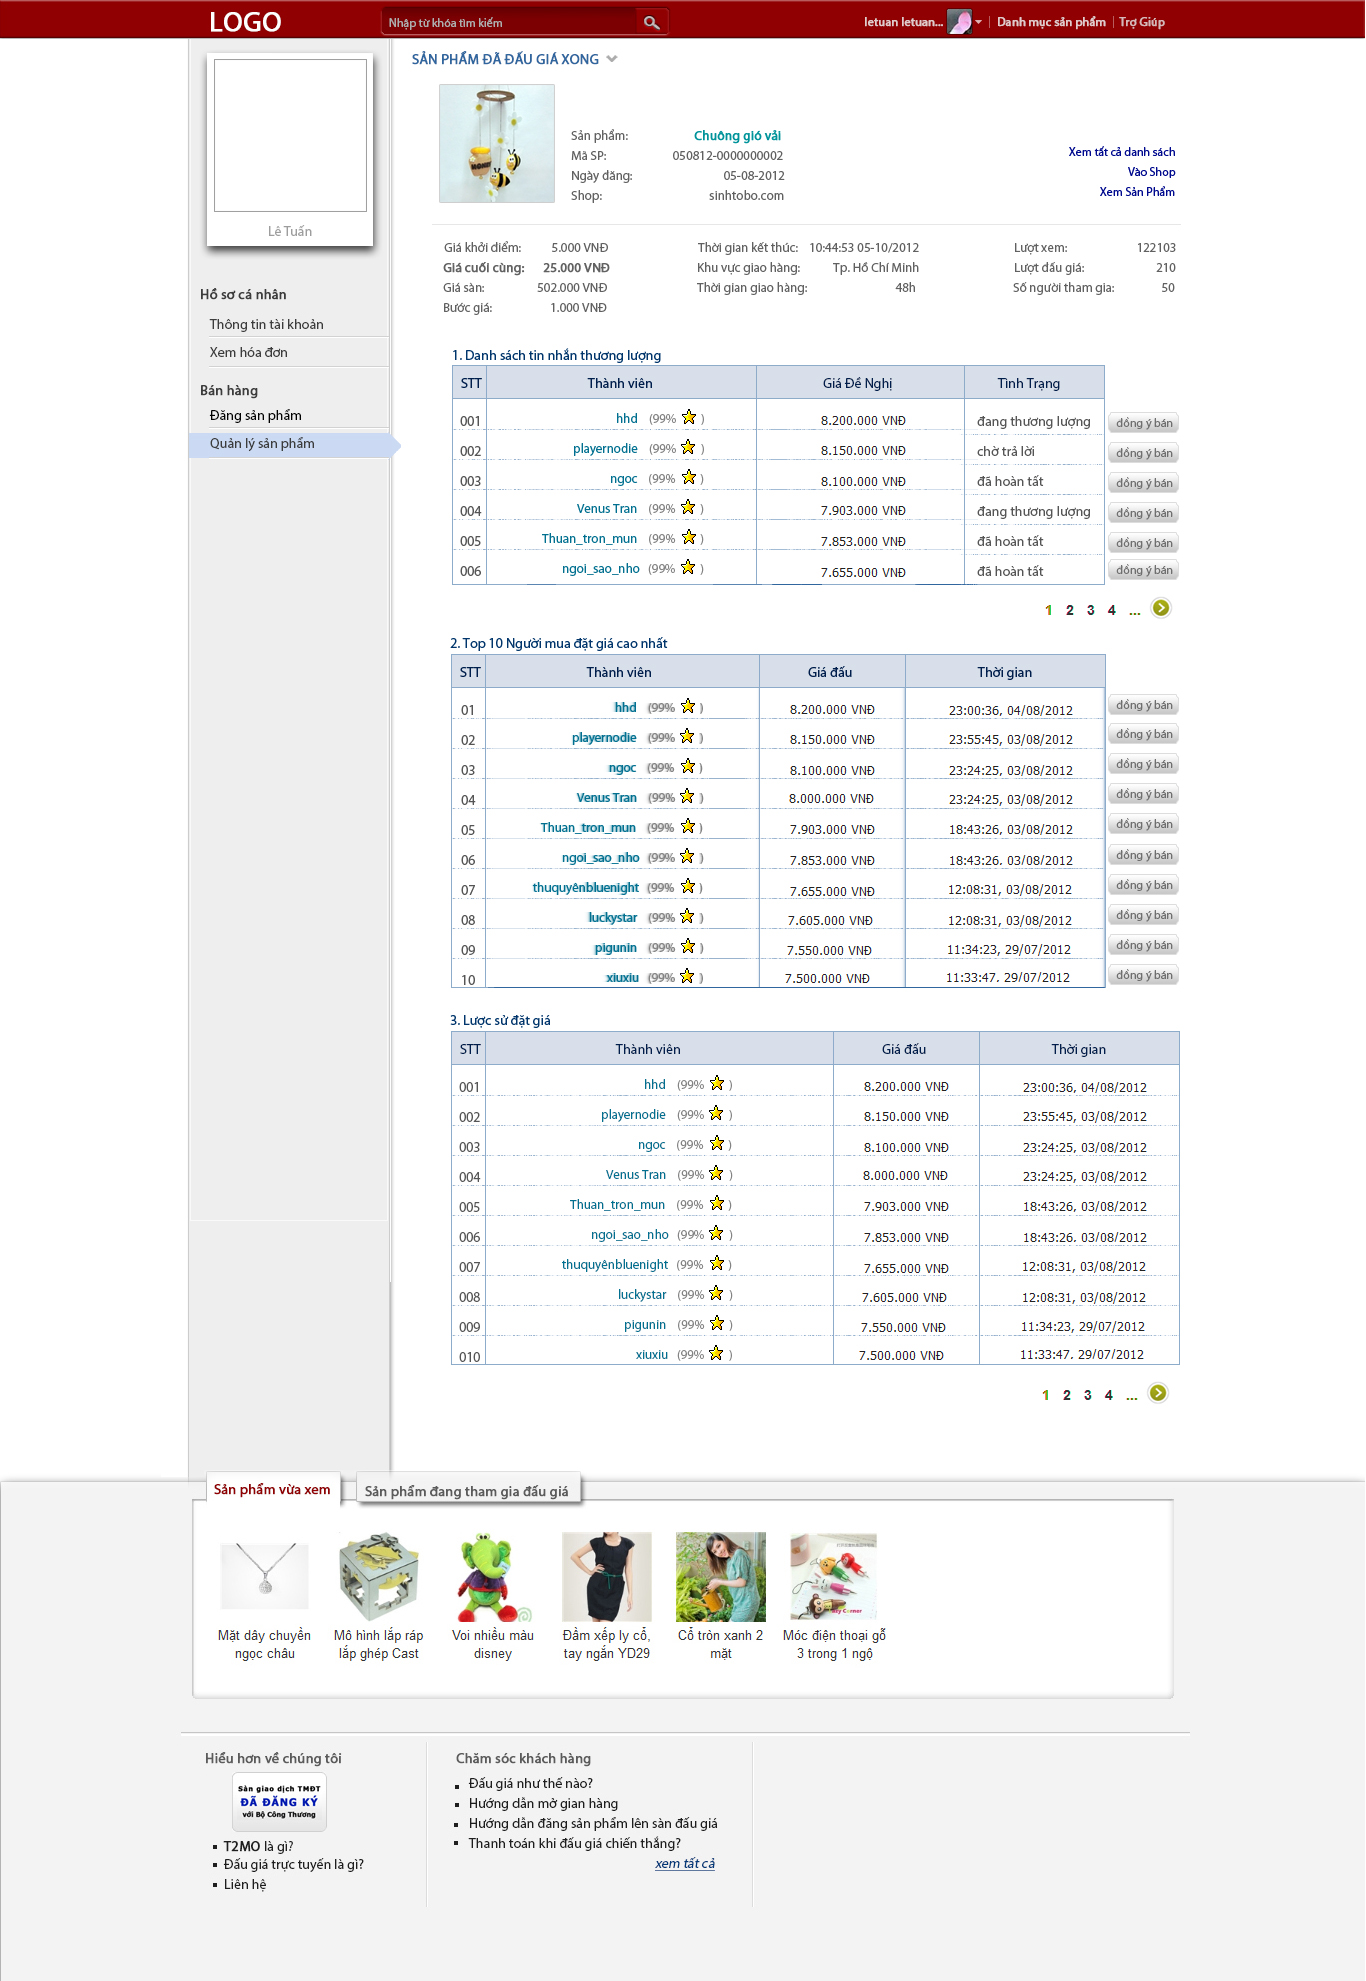 LOGO
Nhập từ khóa tìm kiếm
letuan letuan...
Danh mục sản phẩm
Trợ Giúp
Lê Tuấn
Hồ sơ cá nhân
Thông tin tài khoản
Xem hóa đơn
Bán hàng
Đăng sản phẩm
Quản lý sản phẩm
SẢN PHẨM ĐÃ ĐẤU GIÁ XONG
Sản phẩm: Chuông gió vải
Mã SP: 050812-0000000002
Ngày đăng: 05-08-2012
Shop: sinhtobo.com
Xem tất cả danh sách
Vào Shop
Xem Sản Phẩm
Giá khởi điểm: 5.000 VNĐ Thời gian kết thúc: 10:44:53 05-10/2012 Lượt xem: 122103
Giá cuối cùng: 25.000 VNĐ Khu vực giao hàng: Tp. Hồ Chí Minh Lượt đấu giá: 210
Giá sàn: 502.000 VNĐ Thời gian giao hàng: 48h Số người tham gia: 50
Bước giá: 1.000 VNĐ
1. Danh sách tin nhắn thương lượng
STT Thành viên Giá Đề Nghị Tình Trạng
001 hhd (99% ) 8.200.000 VNĐ đang thương lượng đồng ý bán
002 playernodie (99% ) 8.150.000 VNĐ chờ trả lời đồng ý bán
003 ngoc (99% ) 8.100.000 VNĐ đã hoàn tất đồng ý bán
004 Venus Tran (99% ) 7.903.000 VNĐ đang thương lượng đồng ý bán
005 Thuan_tron_mun (99% ) 7.853.000 VNĐ đã hoàn tất đồng ý bán
006 ngoi_sao_nho (99% ) 7.655.000 VNĐ đã hoàn tất đồng ý bán
1 2 3 4 ...
2. Top 10 Người mua đặt giá cao nhất
STT Thành viên Giá đấu Thời gian
01 hhd (99% ) 8.200.000 VNĐ 23:00:36, 04/08/2012 đồng ý bán
02 playernodie (99% ) 8.150.000 VNĐ 23:55:45, 03/08/2012 đồng ý bán
03 ngoc (99% ) 8.100.000 VNĐ 23:24:25, 03/08/2012 đồng ý bán
04 Venus Tran (99% ) 8.000.000 VNĐ 23:24:25, 03/08/2012 đồng ý bán
05 Thuan_tron_mun (99% ) 7.903.000 VNĐ 18:43:26, 03/08/2012 đồng ý bán
06 ngoi_sao_nho (99% ) 7.853.000 VNĐ 18:43:26, 03/08/2012 đồng ý bán
07 thuquyênbluenight (99% ) 7.655.000 VNĐ 12:08:31, 03/08/2012 đồng ý bán
08 luckystar (99% ) 7.605.000 VNĐ 12:08:31, 03/08/2012 đồng ý bán
09 pigunin (99% ) 7.550.000 VNĐ 11:34:23, 29/07/2012 đồng ý bán
10 xiuxiu (99% ) 7.500.000 VNĐ 11:33:47, 29/07/2012 đồng ý bán
3. Lược sử đặt giá
STT Thành viên Giá đấu Thời gian
001 hhd (99% ) 8.200.000 VNĐ 23:00:36, 04/08/2012
002 playernodie (99% ) 8.150.000 VNĐ 23:55:45, 03/08/2012
003 ngoc (99% ) 8.100.000 VNĐ 23:24:25, 03/08/2012
004 Venus Tran (99% ) 8.000.000 VNĐ 23:24:25, 03/08/2012
005 Thuan_tron_mun (99% ) 7.903.000 VNĐ 18:43:26, 03/08/2012
006 ngoi_sao_nho (99% ) 7.853.000 VNĐ 18:43:26, 03/08/2012
007 thuquyênbluenight (99% ) 7.655.000 VNĐ 12:08:31, 03/08/2012
008 luckystar (99% ) 7.605.000 VNĐ 12:08:31, 03/08/2012
009 pigunin (99% ) 7.550.000 VNĐ 11:34:23, 29/07/2012
010 xiuxiu (99% ) 7.500.000 VNĐ 11:33:47, 29/07/2012
1 2 3 4 ...
Sản phẩm vừa xem
Sản phẩm đang tham gia đấu giá
Mặt dây chuyền
ngọc châu
Mô hình lắp ráp
lắp ghép Cast
Voi nhiều màu
disney
Đầm xếp ly cổ,
tay ngắn YD29
Cổ tròn xanh 2
mặt
Móc điện thoại gỗ
3 trong 1 ngộ
Hiểu hơn về chúng tôi
Sàn giao dịch TMĐT
ĐÃ ĐĂNG KÝ
với Bộ Công Thương
T2MO là gì?
Đấu giá trực tuyến là gì?
Liên hệ
Chăm sóc khách hàng
Đấu giá như thế nào?
Hướng dẫn mở gian hàng
Hướng dẫn đăng sản phẩm lên sàn đấu giá
Thanh toán khi đấu giá chiến thắng?
xem tất cả